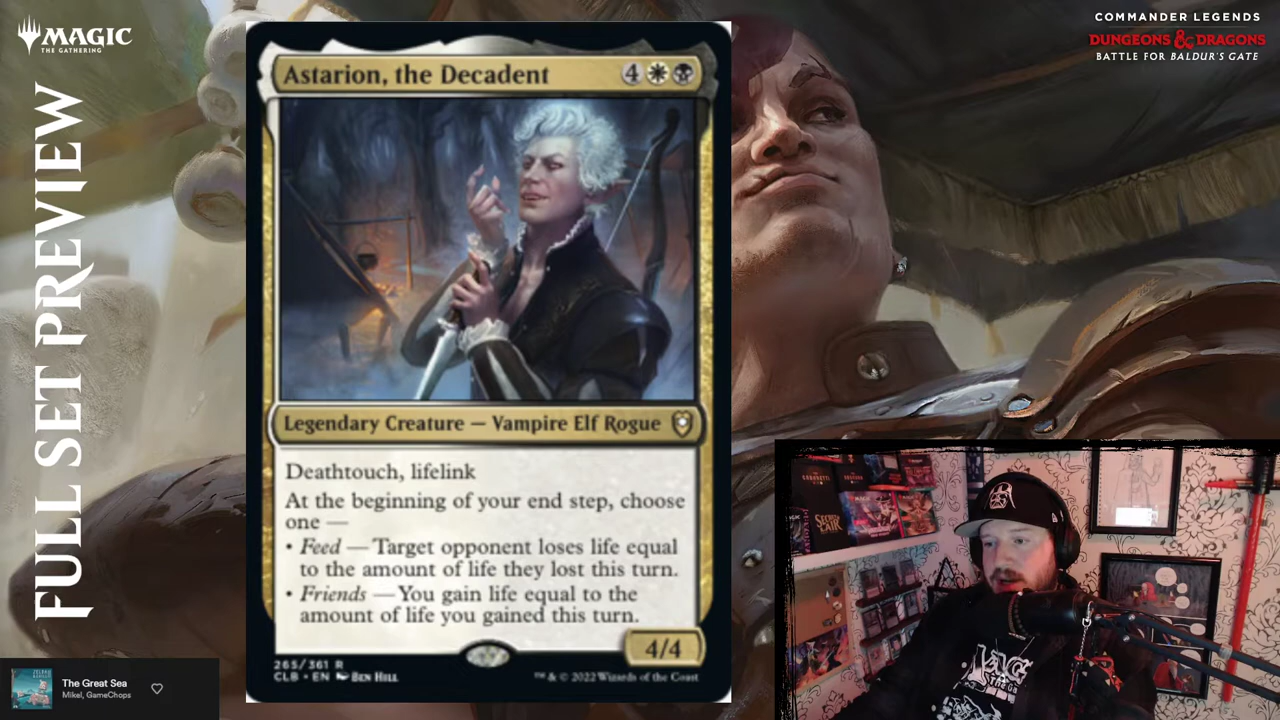 MAGIC
THE GATHERING
FULL SET PREVIEW
COMMANDER LEGENDS
DUNGEONS & DRAGONS
BATTLE FOR BALDUR'S GATE
Astarion, the Decadent 4
Legendary Creature — Vampire Elf Rogue
Deathtouch, lifelink
At the beginning of your end step, choose
one —
• Feed — Target opponent loses life equal
to the amount of life they lost this turn.
• Friends — You gain life equal to the
amount of life you gained this turn.
4/4
265/361 R
CLB • EN BEN HILL
™ & © 2022 Wizards of the Coast
The Great Sea
Mikel, GameChops
SECRET
LAIR